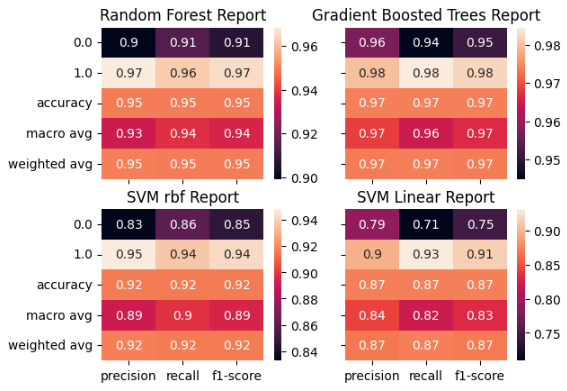 Random Forest Report
0.0 0.9 0.91 0.91
1.0 0.97 0.96 0.97
accuracy 0.95 0.95 0.95
macro avg 0.93 0.94 0.94
weighted avg 0.95 0.95 0.95
0.96
0.94
0.92
0.90
Gradient Boosted Trees Report
0.96 0.94 0.95
0.98 0.98 0.98
0.97 0.97 0.97
0.97 0.96 0.97
0.97 0.97 0.97
0.98
0.97
0.96
0.95
SVM rbf Report
0.0 0.83 0.86 0.85
1.0 0.95 0.94 0.94
accuracy 0.92 0.92 0.92
macro avg 0.89 0.9 0.89
weighted avg 0.92 0.92 0.92
precision recall f1-score
0.94
0.92
0.90
0.88
0.86
0.84
SVM Linear Report
0.79 0.71 0.75
0.9 0.93 0.91
0.87 0.87 0.87
0.84 0.82 0.83
0.87 0.87 0.87
precision recall f1-score
0.90
0.85
0.80
0.75